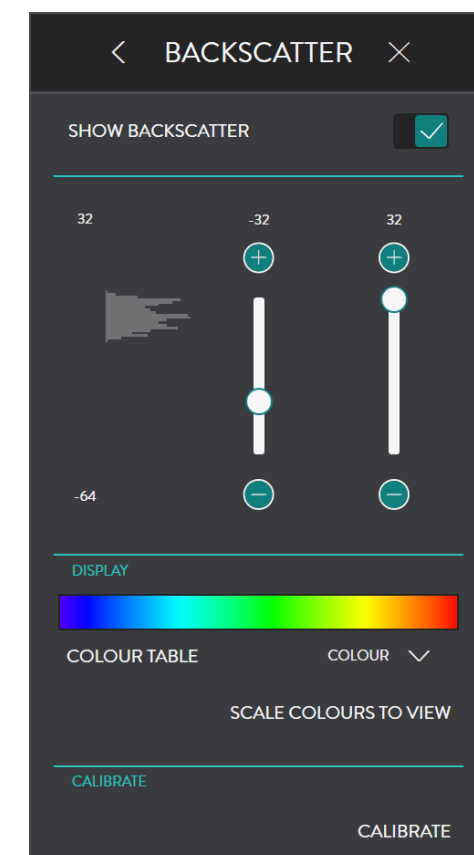 BACKSCATTER
SHOW BACKSCATTER
32 -32 32
-64
DISPLAY
COLOUR TABLE COLOUR
SCALE COLOURS TO VIEW
CALIBRATE
CALIBRATE